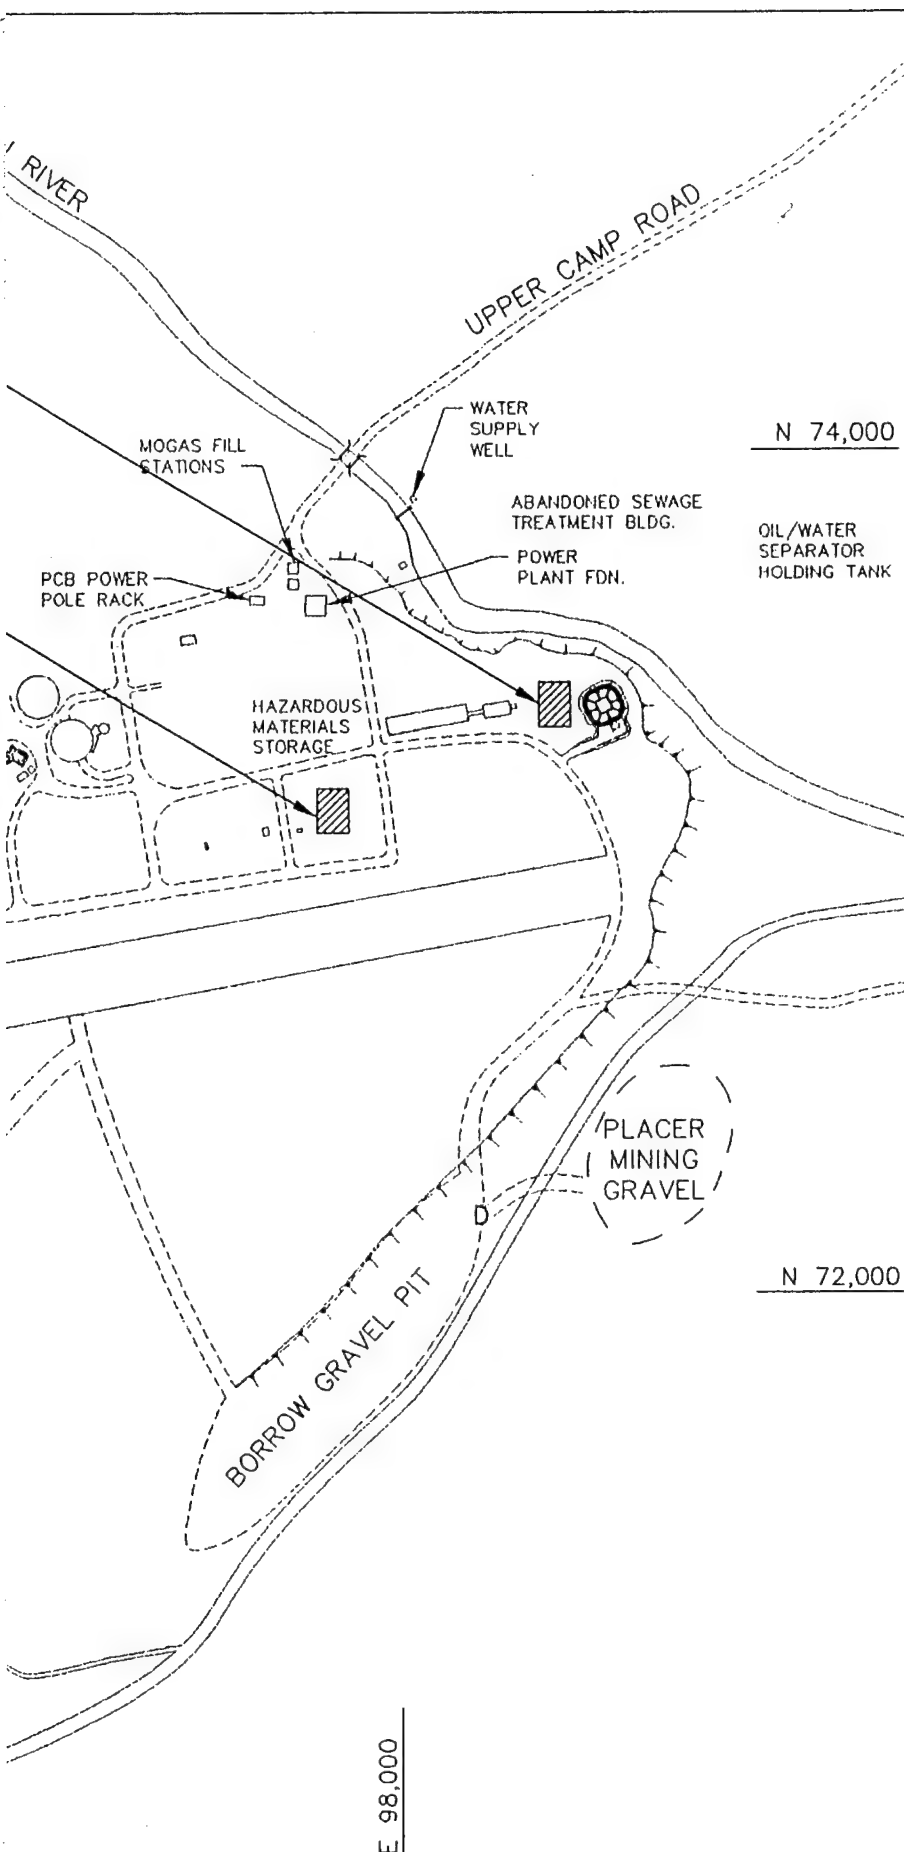 RIVER
UPPER CAMP ROAD
WATER
SUPPLY
WELL
N 74,000
MOGAS FILL
STATIONS
ABANDONED SEWAGE
TREATMENT BLDG.
OIL/WATER
SEPARATOR
HOLDING TANK
POWER
PLANT FDN.
PCB POWER
POLE RACK
HAZARDOUS
MATERIALS
STORAGE
PLACER
MINING
GRAVEL
D
N 72,000
BORROW GRAVEL PIT
E 98,000